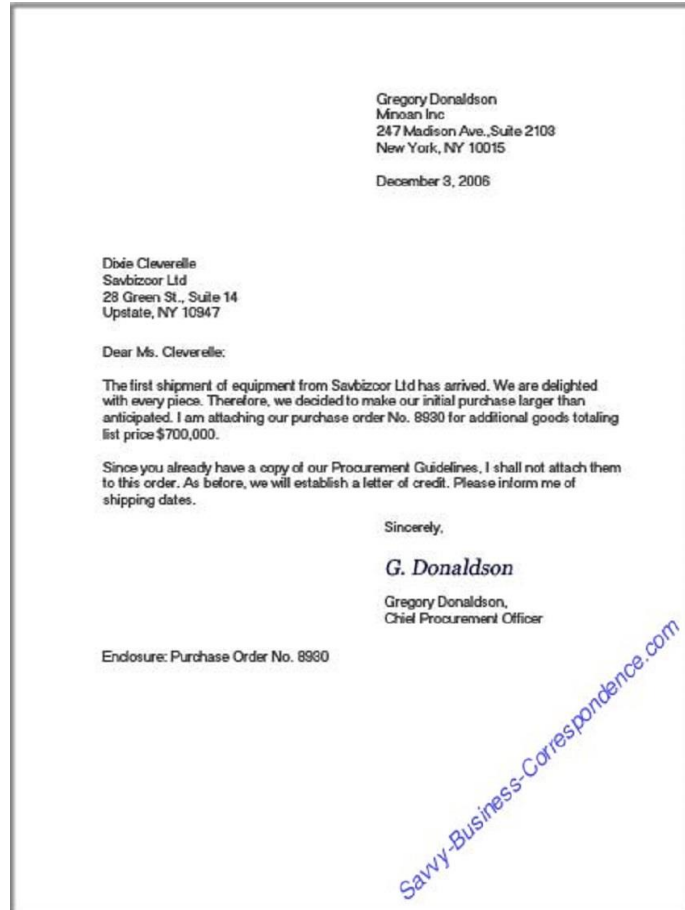 Gregory Donaldson
Minoan Inc
247 Madison Ave.,Suite 2103
New York, NY 10015
December 3, 2006
Dixie Cleverelle
Savbizcor Ltd
28 Green St., Suite 14
Upstate, NY 10947
Dear Ms. Cleverelle:
The first shipment of equipment from Savbizcor Ltd has arrived. We are delighted
with every piece. Therefore, we decided to make our initial purchase larger than
anticipated. I am attaching our purchase order No. 8930 for additional goods totaling
list price $700,000.
Since you already have a copy of our Procurement Guidelines, I shall not attach them
to this order. As before, we will establish a letter of credit. Please inform me of
shipping dates.
Sincerely,
G. Donaldson
Gregory Donaldson,
Chief Procurement Officer
Enclosure: Purchase Order No. 8930
Savvy-Business-Correspondence.com